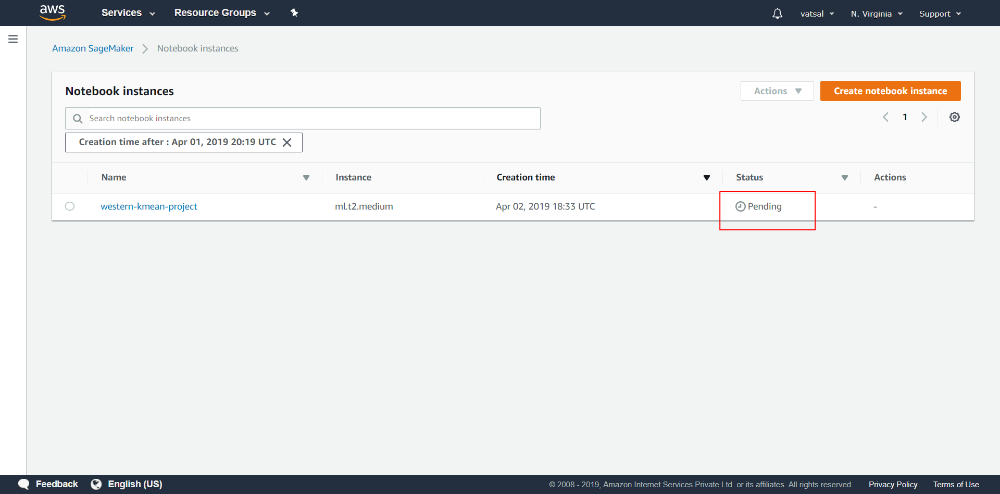 aws Services Resource Groups vatsal N. Virginia Support
Amazon SageMaker Notebook instances
Notebook instances Actions Create notebook instance
Search notebook instances 1
Creation time after : Apr 01, 2019 20:19 UTC
Name Instance Creation time Status Actions
western-kmean-project ml.t2.medium Apr 02, 2019 18:33 UTC Pending -
Feedback English (US) © 2008 - 2019, Amazon Internet Services Private Ltd. or its affiliates. All rights reserved. Privacy Policy Terms of Use